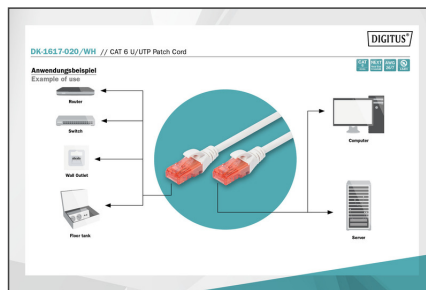 DIGITUS®
DK-1617-020/WH // CAT 6 U/UTP Patch Cord
Anwendungsbeispiel
Example of use
Router
Switch
Wall Outlet
Floor tank
Computer
Server